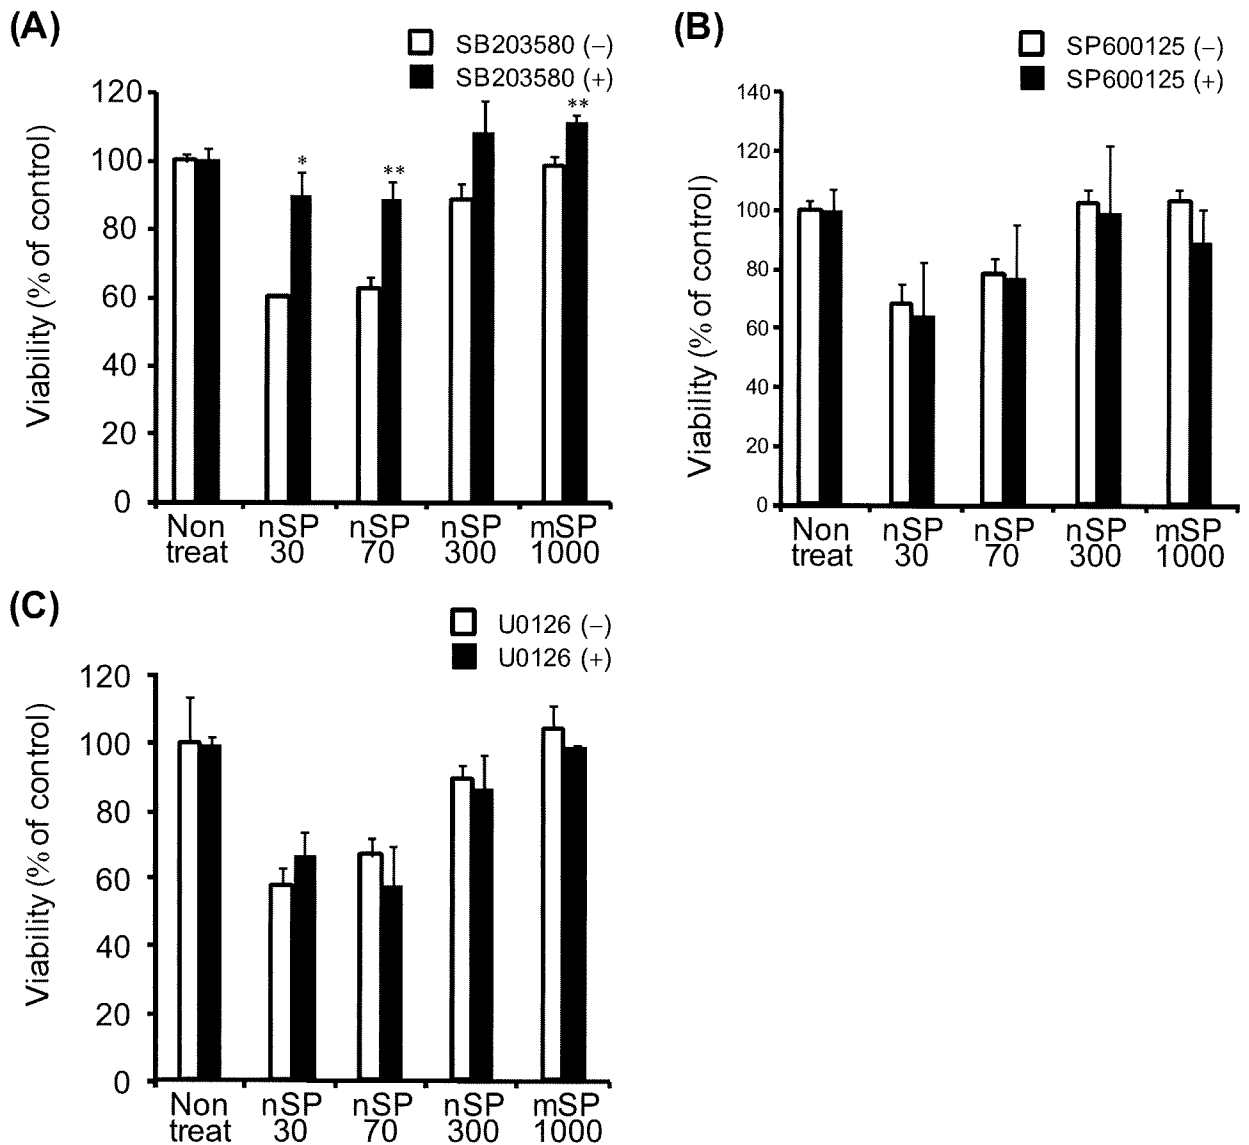 (A)
SB203580 (−)
SB203580 (+)
Viability (% of control)
120
100
80
60
40
20
0
*
**
**
Non treat
nSP 30
nSP 70
nSP 300
mSP 1000
(B)
SP600125 (−)
SP600125 (+)
Viability (% of control)
140
120
100
80
60
40
20
0
Non treat
nSP 30
nSP 70
nSP 300
mSP 1000
(C)
U0126 (−)
U0126 (+)
Viability (% of control)
120
100
80
60
40
20
0
Non treat
nSP 30
nSP 70
nSP 300
mSP 1000